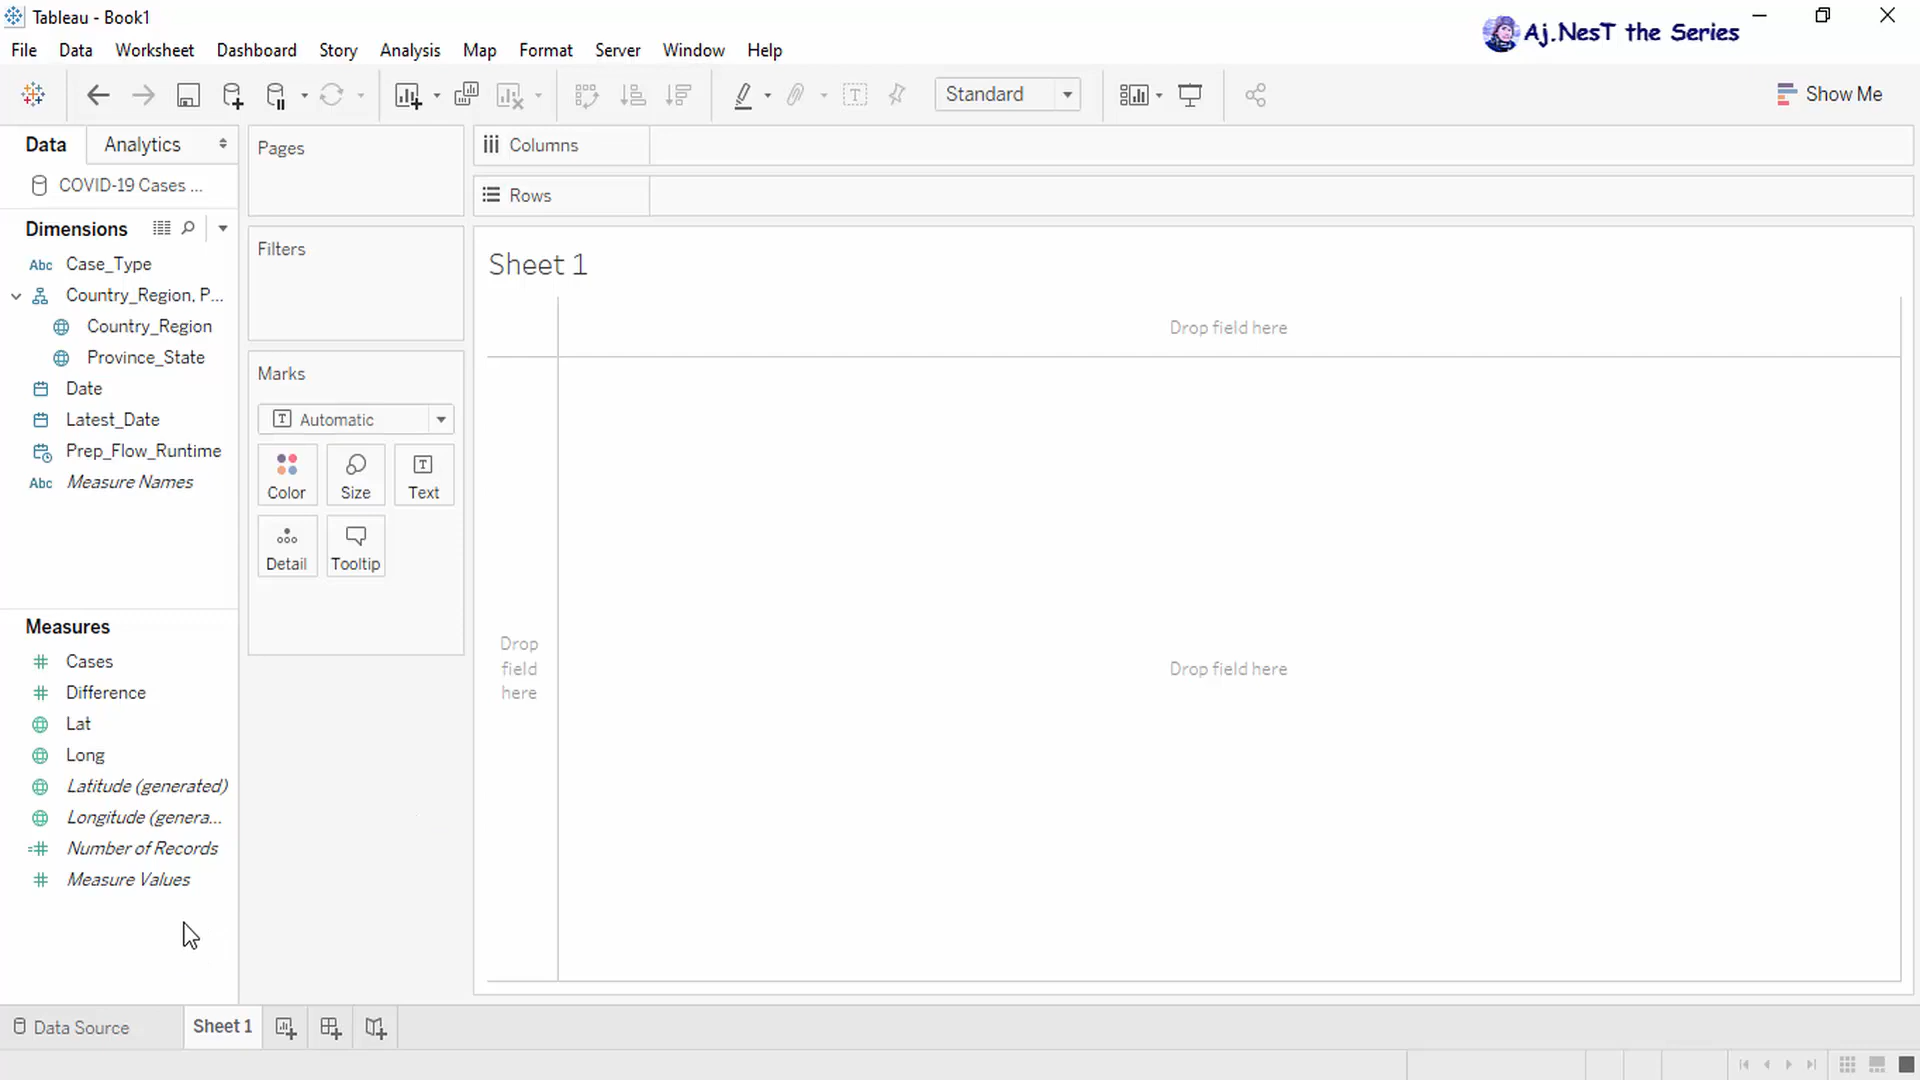 Tableau - Book1
Aj.NesT the Series
File Data Worksheet Dashboard Story Analysis Map Format Server Window Help
Standard
Show Me
Data Analytics
COVID-19 Cases ...
Dimensions
Abc Case_Type
Country_Region, P...
Country_Region
Province_State
Date
Latest_Date
Prep_Flow_Runtime
Abc Measure Names
Measures
Cases
Difference
Lat
Long
Latitude (generated)
Longitude (genera...
Number of Records
Measure Values
Pages
Filters
Marks
Automatic
Color Size Text
Detail Tooltip
Columns
Rows
Sheet 1
Drop field here
Drop
field
here
Drop field here
Data Source Sheet 1